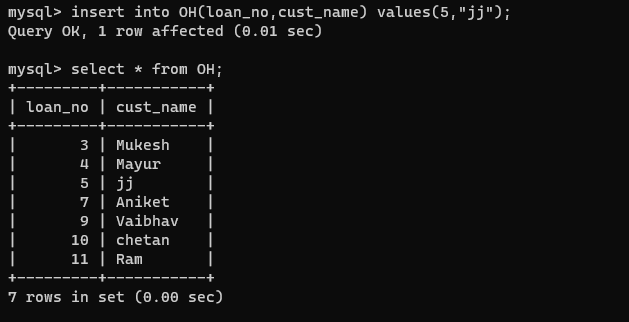 mysql> insert into OH(loan_no,cust_name) values(5,"jj");
Query OK, 1 row affected (0.01 sec)

mysql> select * from OH;
+---------+-----------+
| loan_no | cust_name |
+---------+-----------+
|       3 | Mukesh    |
|       4 | Mayur     |
|       5 | jj        |
|       7 | Aniket    |
|       9 | Vaibhav   |
|      10 | chetan    |
|      11 | Ram       |
+---------+-----------+
7 rows in set (0.00 sec)